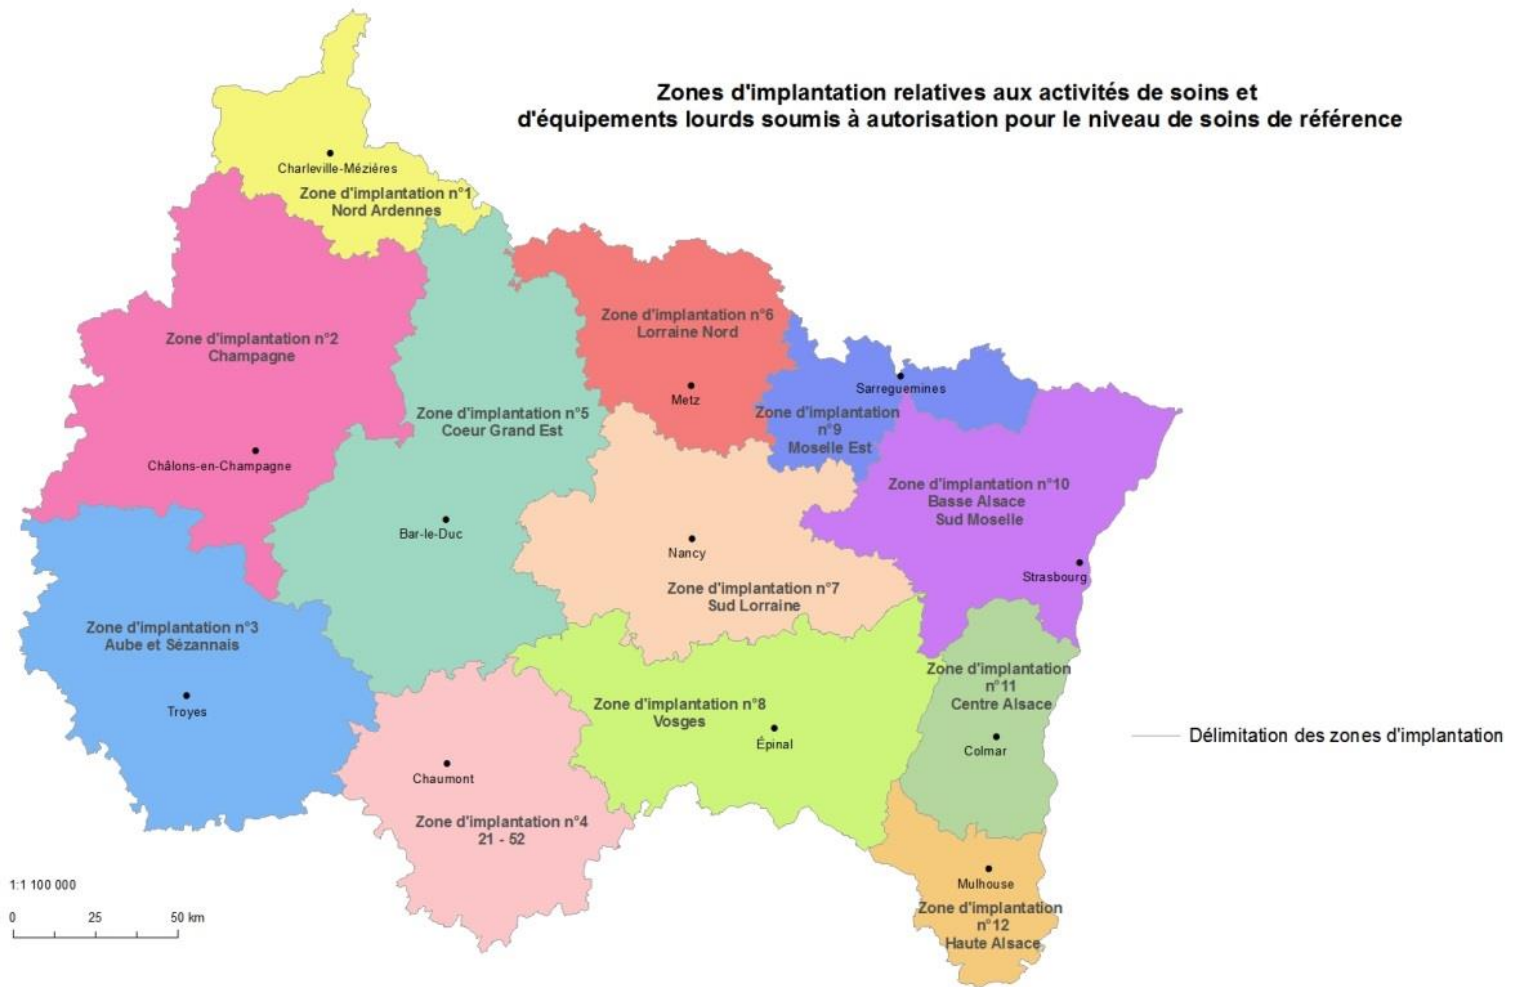 Zones d'implantation relatives aux activités de soins et
d'équipements lourds soumis à autorisation pour le niveau de soins de référence
Charleville-Mézières
Zone d'implantation n°1
Nord Ardennes
Zone d'implantation n°2
Champagne
Châlons-en-Champagne
Zone d'implantation n°5
Coeur Grand Est
Bar-le-Duc
Zone d'implantation n°6
Lorraine Nord
Metz
Sarreguemines
Zone d'implantation
n°9
Moselle Est
Zone d'implantation n°10
Basse Alsace
Sud Moselle
Strasbourg
Nancy
Zone d'implantation n°7
Sud Lorraine
Zone d'implantation n°3
Aube et Sézannais
Troyes
Zone d'implantation n°8
Vosges
Épinal
Zone d'implantation
n°11
Centre Alsace
Colmar
Délimitation des zones d'implantation
Chaumont
Zone d'implantation n°4
21 - 52
Mulhouse
Zone d'implantation
n°12
Haute Alsace
1:1 100 000
0 25 50 km